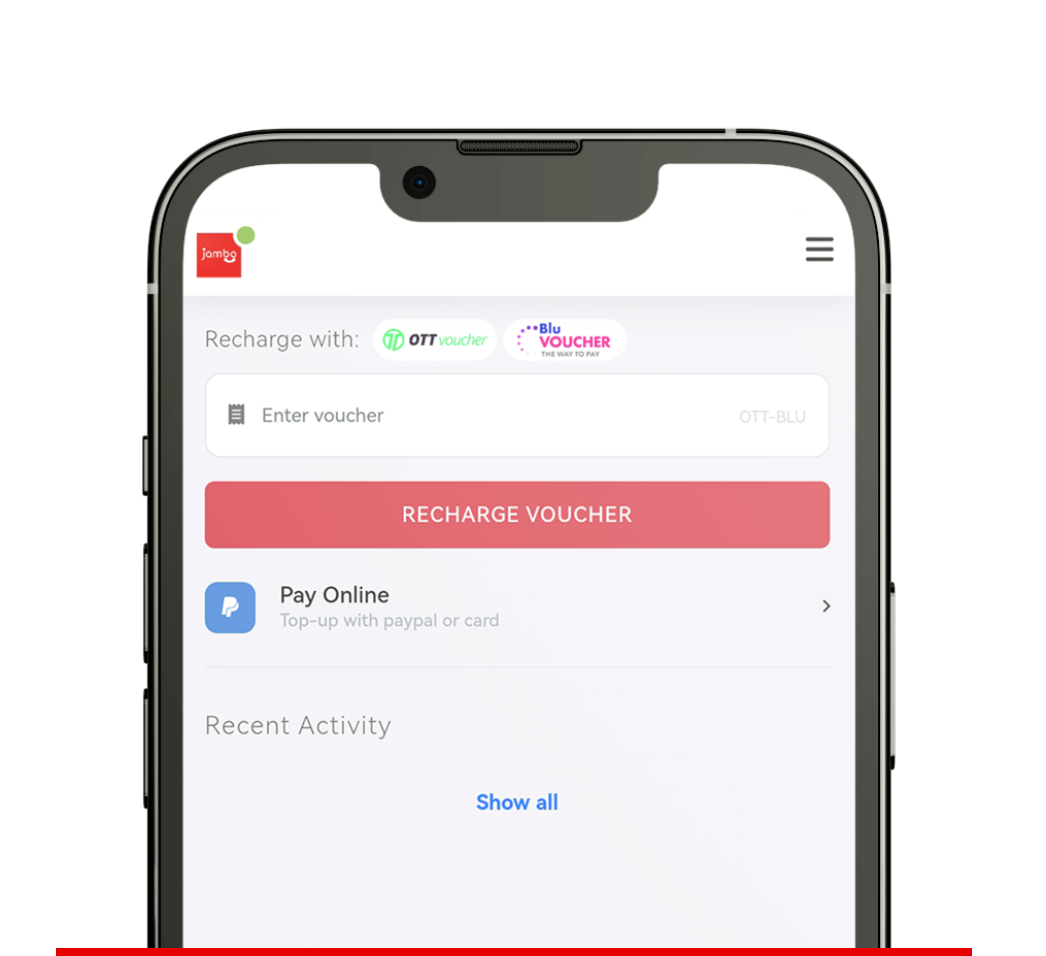 jambo
Recharge with:
OTT voucher
Blu
VOUCHER
THE WAY TO PAY
Enter voucher
OTT-BLU
RECHARGE VOUCHER
Pay Online
Top-up with paypal or card
Recent Activity
Show all